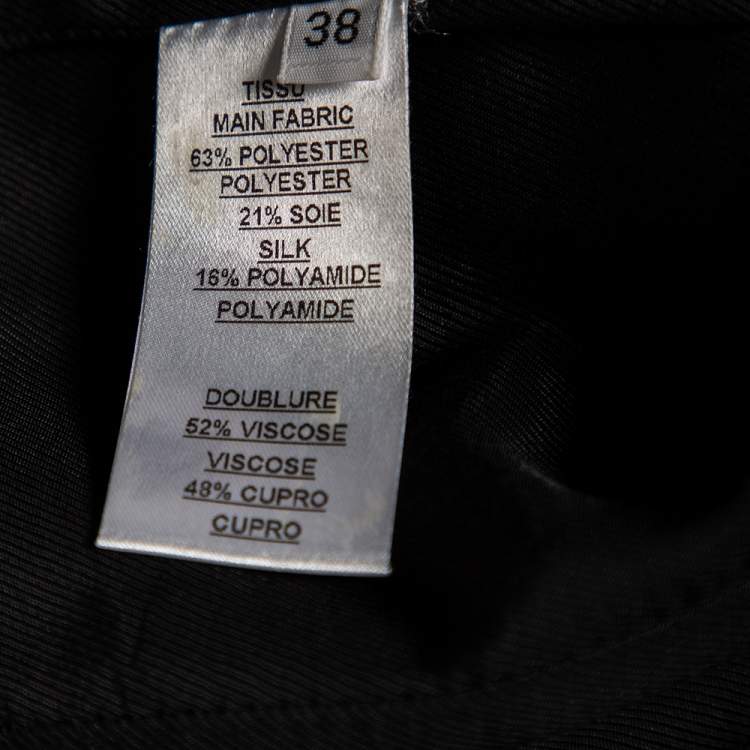 38
TISSU
MAIN FABRIC
63% POLYESTER
POLYESTER
21% SOIE
SILK
16% POLYAMIDE
POLYAMIDE
DOUBLURE
52% VISCOSE
VISCOSE
48% CUPRO
CUPRO